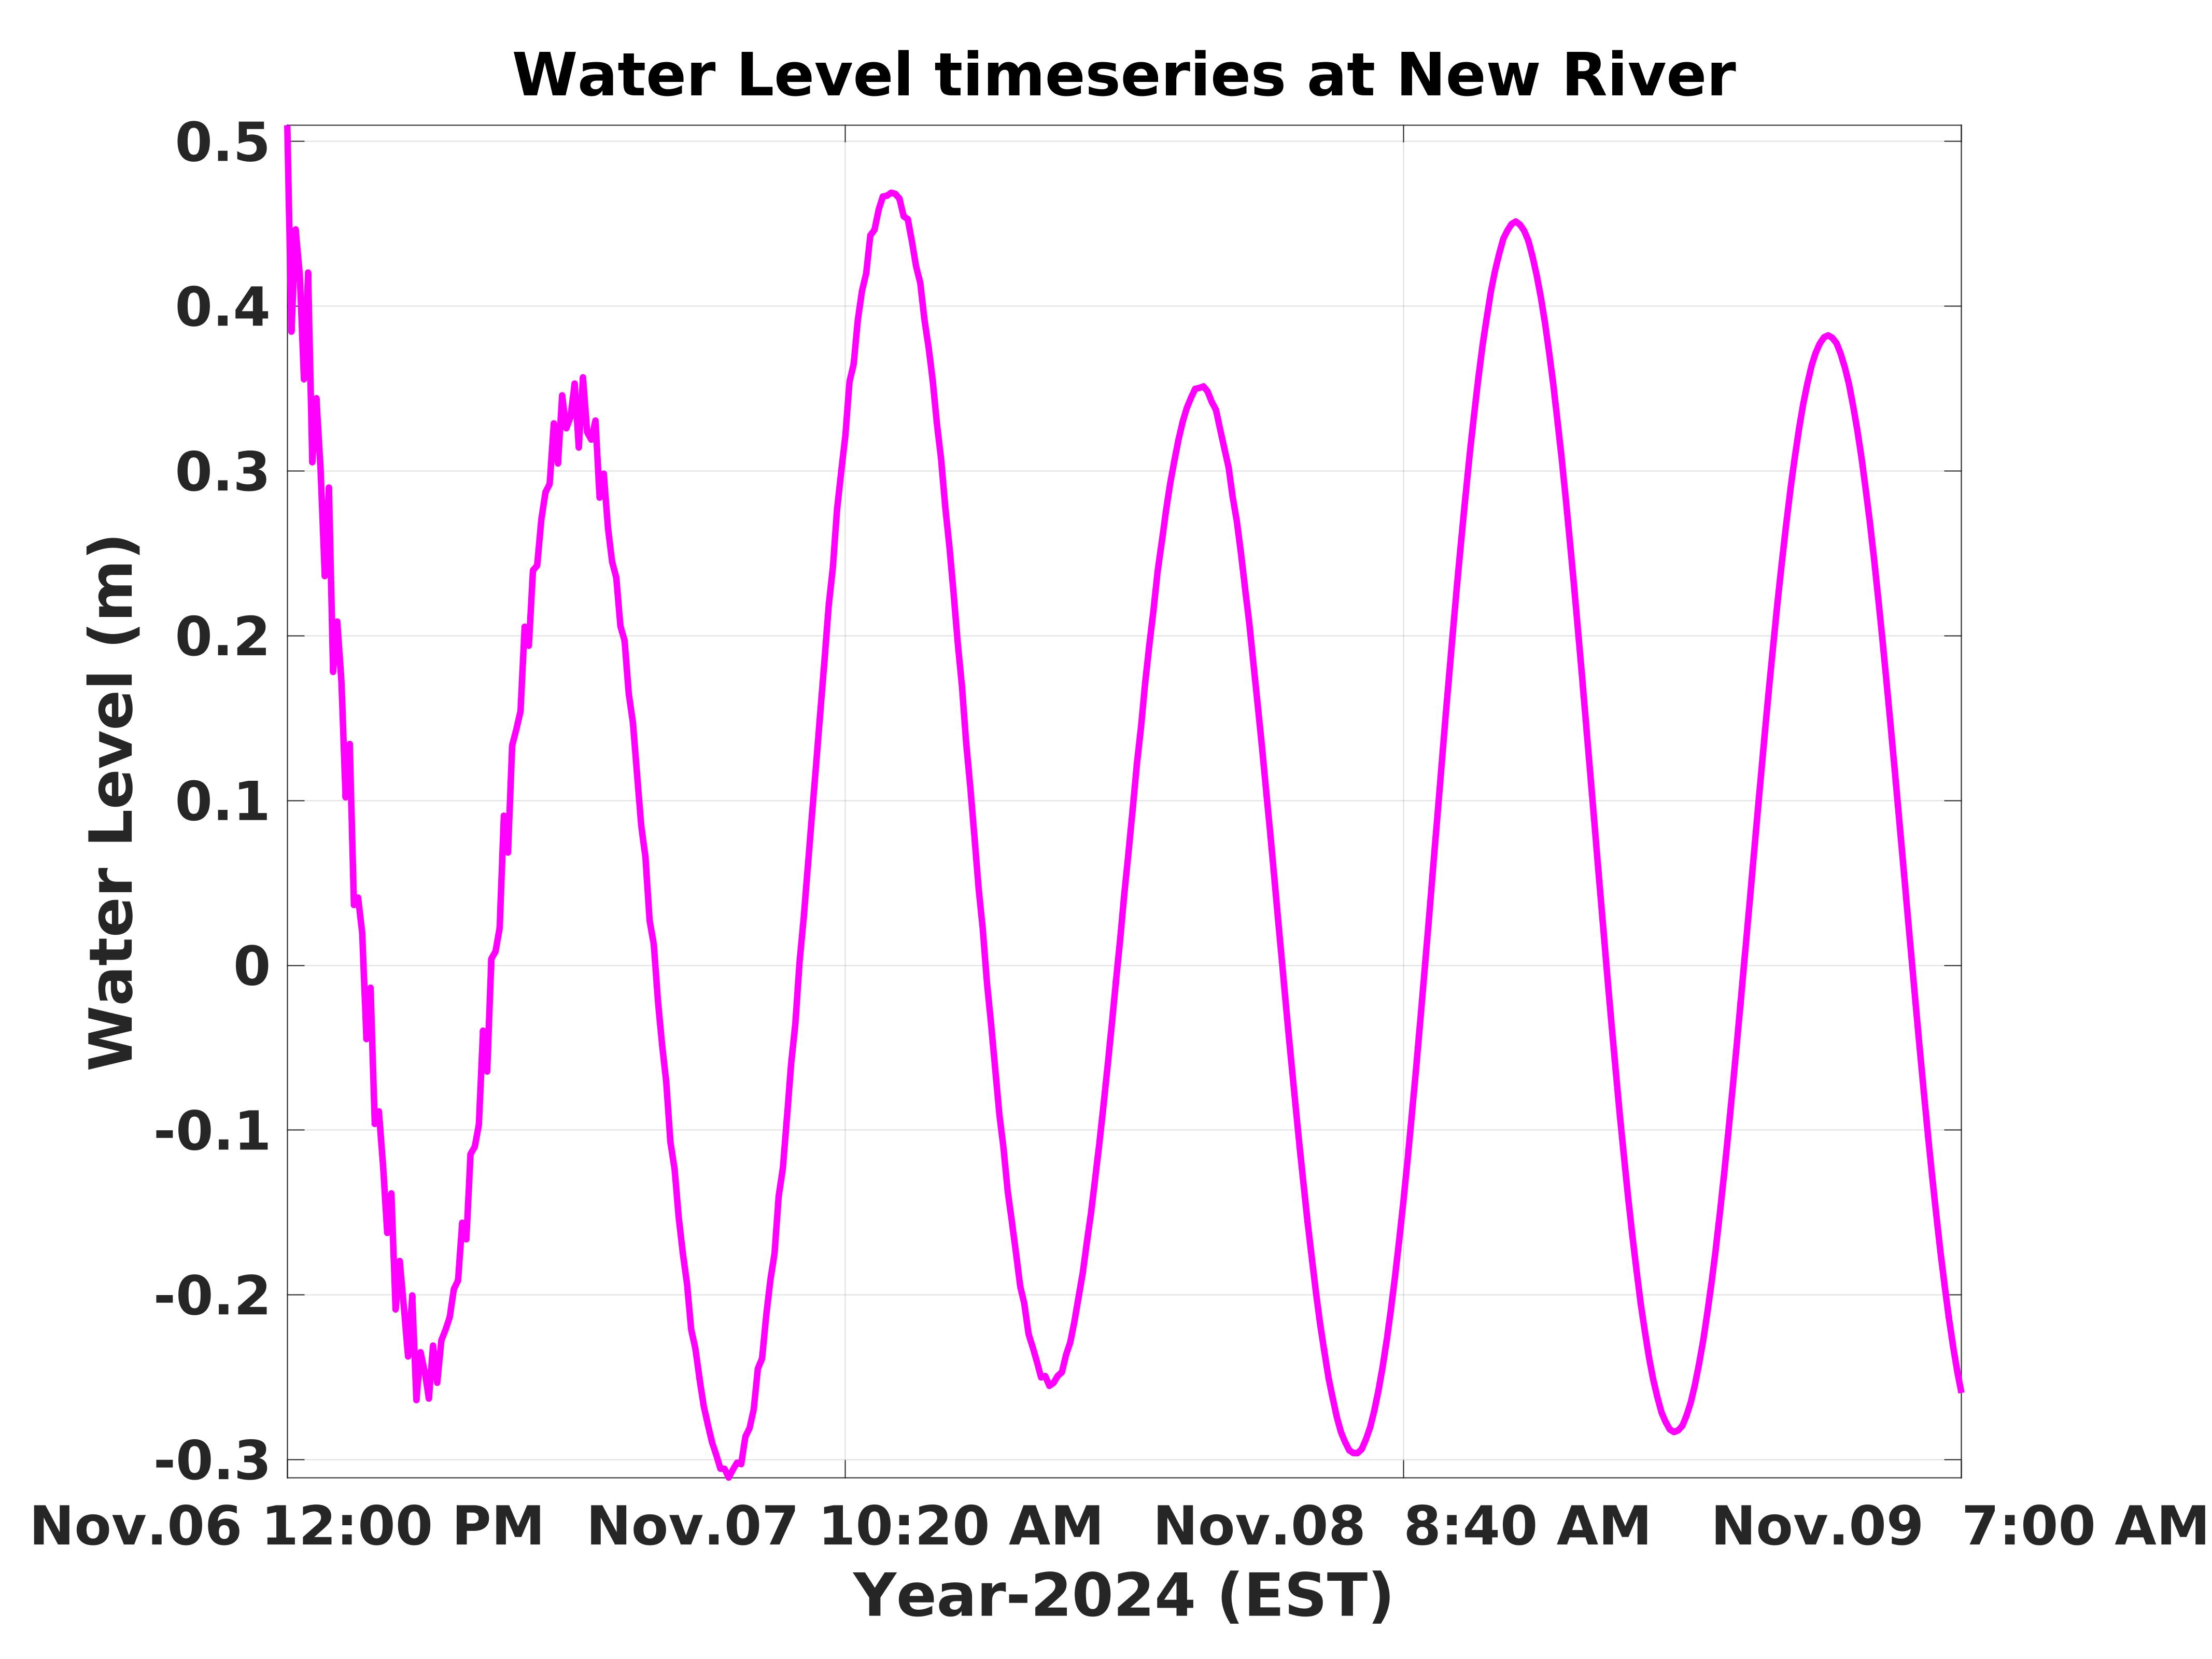 Water Level timeseries at New River
0.5
0.4
0.3
0.2
0.1
0
-0.1
-0.2
-0.3
Water Level (m)
Nov.06 12:00 PM Nov.07 10:20 AM Nov.08 8:40 AM Nov.09 7:00 AM
Year-2024 (EST)